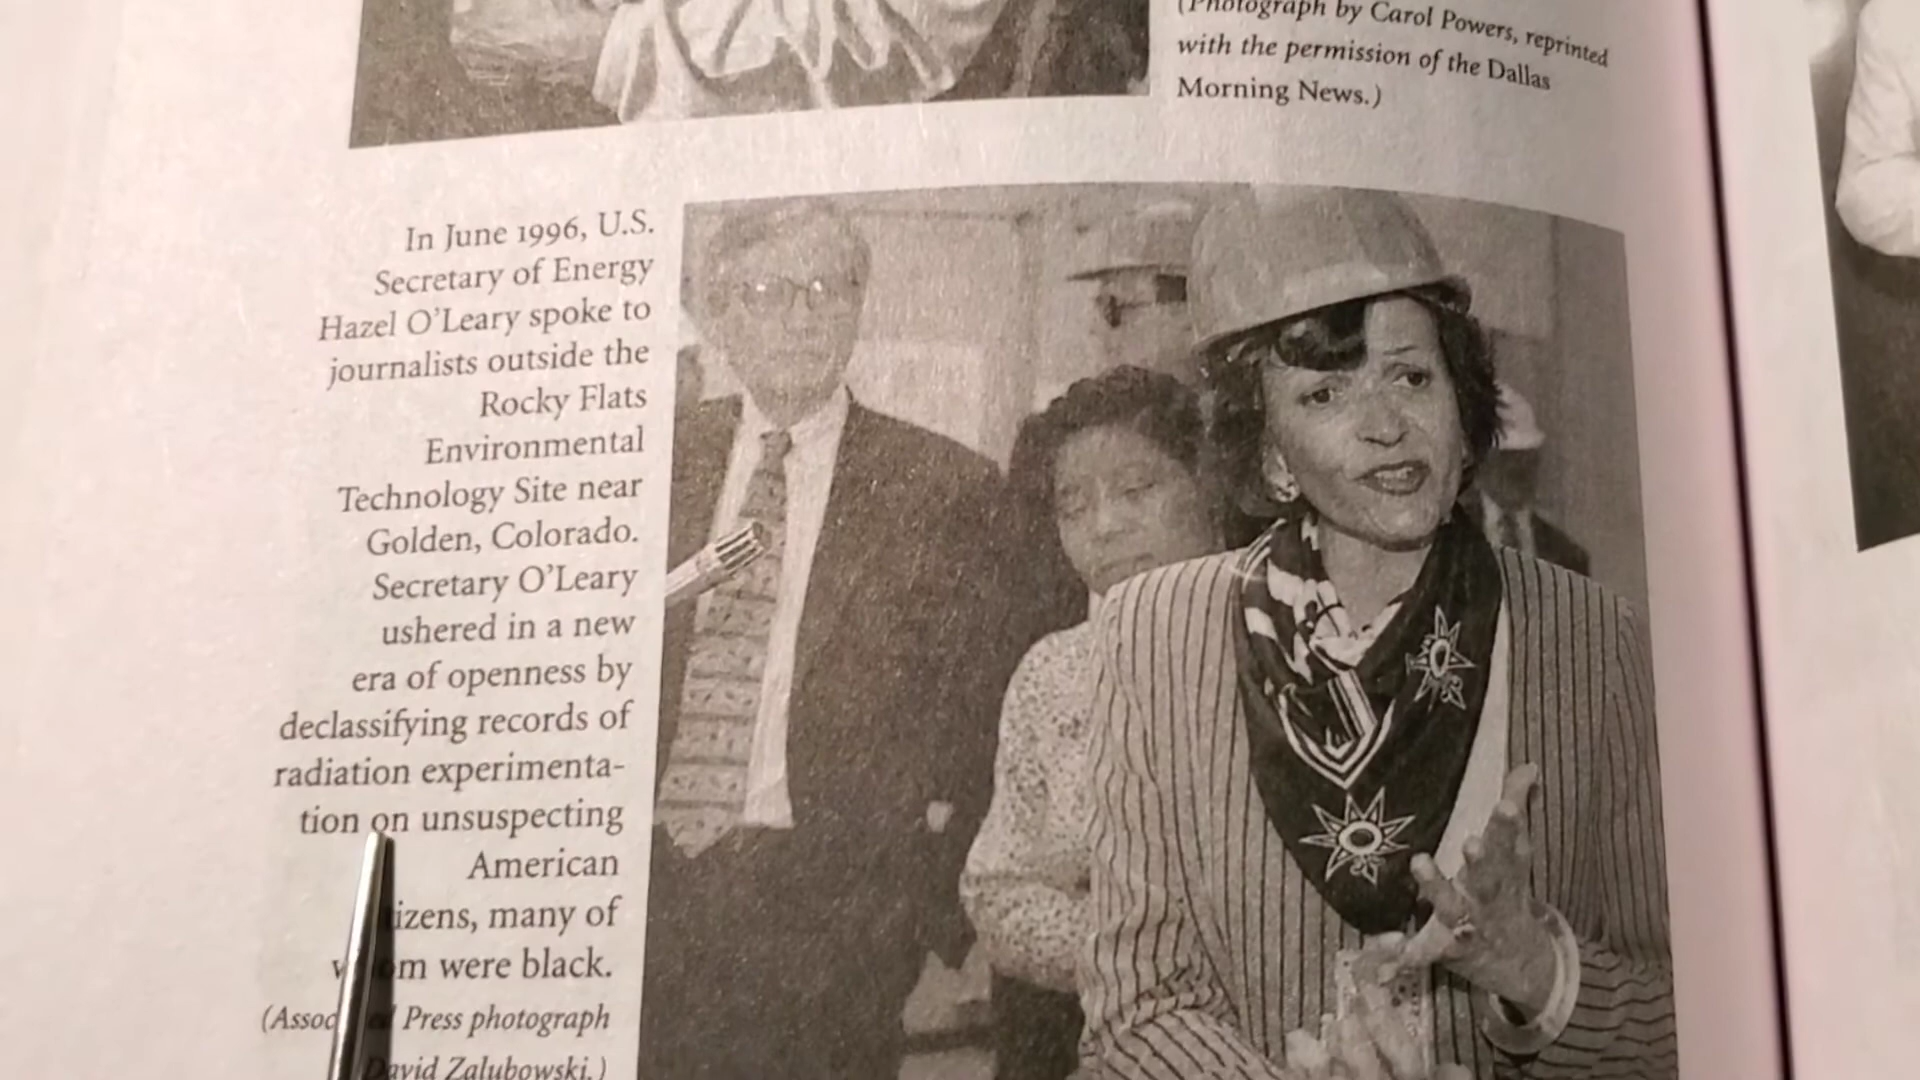 (Photograph by Carol Powers, reprinted
with the permission of the Dallas
Morning News.)
In June 1996, U.S.
Secretary of Energy
Hazel O'Leary spoke to
journalists outside the
Rocky Flats
Environmental
Technology Site near
Golden, Colorado.
Secretary O'Leary
ushered in a new
era of openness by
declassifying records of
radiation experimenta-
tion on unsuspecting
American
izens, many of
were black.
Press photograph
David Zalubowski.)